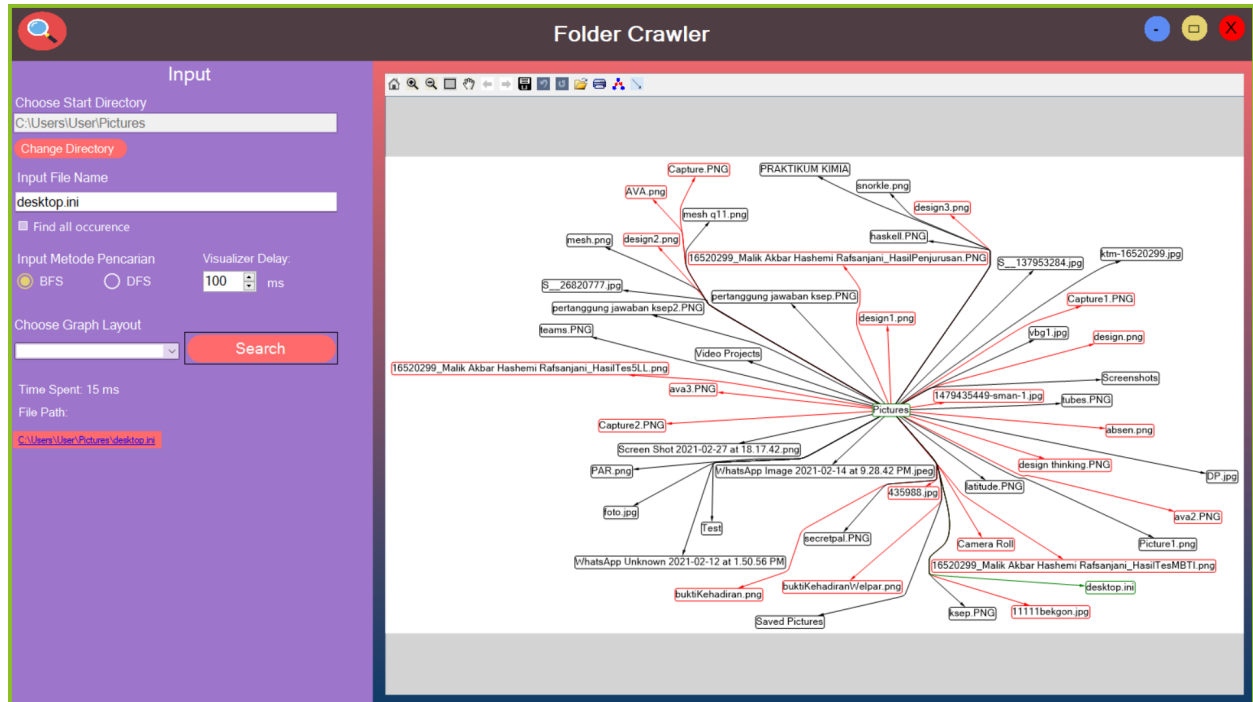 Folder Crawler
-
X
Input
Choose Start Directory
C:\Users\User\Pictures
Change Directory
Input File Name
desktop.ini
Find all occurence
Input Metode Pencarian
Visualizer Delay:
BFS
DFS
100
ms
Choose Graph Layout
Search
Time Spent: 15 ms
File Path:
C:\Users\User\Pictures\desktop.ini
Capture.PNG
PRAKTIKUM KIMIA
AVA.png
snorkle.png
mesh q11.png
design3.png
mesh.png
design2.png
haskell.PNG
16520299_Malik Akbar Hashemi Rafsanjani_HasilPenjurusan.PNG
S__137953284.jpg
ktm-16520299.jpg
S__26820777.jpg
pertanggung jawaban ksep.PNG
Capture1.PNG
pertanggung jawaban ksep2.PNG
design1.png
teams.PNG
vbg1.jpg
design.png
Video Projects
16520299_Malik Akbar Hashemi Rafsanjani_HasilTes5LL.png
Screenshots
ava3.PNG
1479435449-sman-1.jpg
tubes.PNG
Pictures
Capture2.PNG
absen.png
Screen Shot 2021-02-27 at 18.17.42.png
PAR.png
WhatsApp Image 2021-02-14 at 9.28.42 PM.jpeg
design thinking.PNG
DP.jpg
435988.jpg
latitude.PNG
foto.jpg
ava2.PNG
Test
secretpal.PNG
Camera Roll
Picture1.png
WhatsApp Unknown 2021-02-12 at 1.50.56 PM
16520299_Malik Akbar Hashemi Rafsanjani_HasilTesMBTI.png
buktiKehadiran.png
buktiKehadiranWelpar.png
desktop.ini
Saved Pictures
ksep.PNG
11111bekgon.jpg